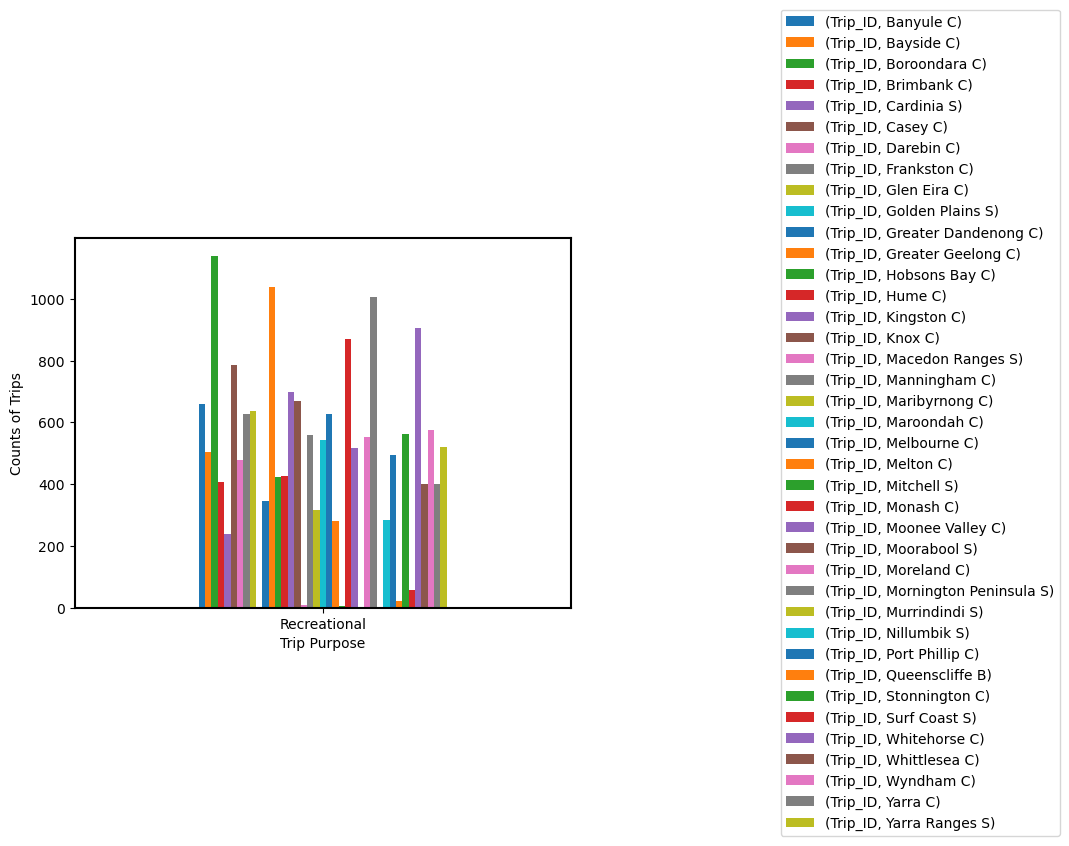 (Trip_ID, Banyule C)
(Trip_ID, Bayside C)
(Trip_ID, Boroondara C)
(Trip_ID, Brimbank C)
(Trip_ID, Cardinia S)
(Trip_ID, Casey C)
(Trip_ID, Darebin C)
(Trip_ID, Frankston C)
(Trip_ID, Glen Eira C)
(Trip_ID, Golden Plains S)
(Trip_ID, Greater Dandenong C)
(Trip_ID, Greater Geelong C)
(Trip_ID, Hobsons Bay C)
(Trip_ID, Hume C)
(Trip_ID, Kingston C)
(Trip_ID, Knox C)
(Trip_ID, Macedon Ranges S)
(Trip_ID, Manningham C)
(Trip_ID, Maribyrnong C)
(Trip_ID, Maroondah C)
(Trip_ID, Melbourne C)
(Trip_ID, Melton C)
(Trip_ID, Mitchell S)
(Trip_ID, Monash C)
(Trip_ID, Moonee Valley C)
(Trip_ID, Moorabool S)
(Trip_ID, Moreland C)
(Trip_ID, Mornington Peninsula S)
(Trip_ID, Murrindindi S)
(Trip_ID, Nillumbik S)
(Trip_ID, Port Phillip C)
(Trip_ID, Queenscliffe B)
(Trip_ID, Stonnington C)
(Trip_ID, Surf Coast S)
(Trip_ID, Whitehorse C)
(Trip_ID, Whittlesea C)
(Trip_ID, Wyndham C)
(Trip_ID, Yarra C)
(Trip_ID, Yarra Ranges S)
Counts of Trips
1000
800
600
400
200
0
Recreational
Trip Purpose